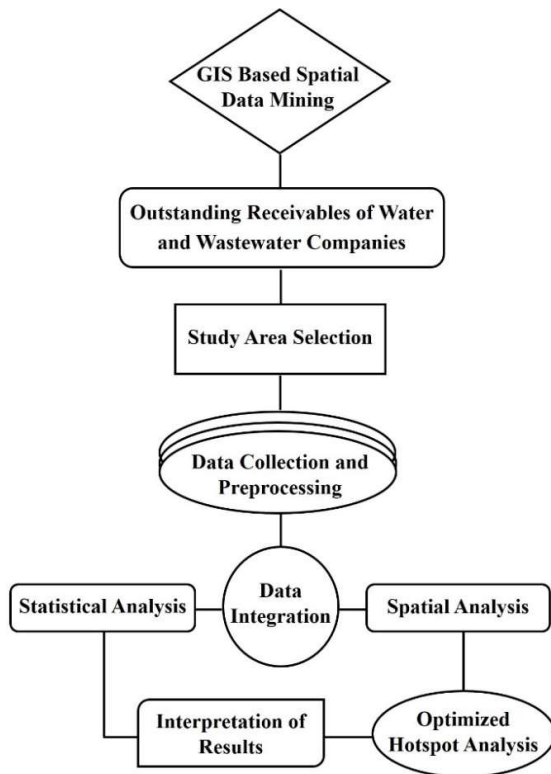 GIS Based Spatial
Data Mining
Outstanding Receivables of Water
and Wastewater Companies
Study Area Selection
Data Collection and
Preprocessing
Statistical Analysis
Data
Integration
Spatial Analysis
Interpretation of
Results
Optimized
Hotspot Analysis